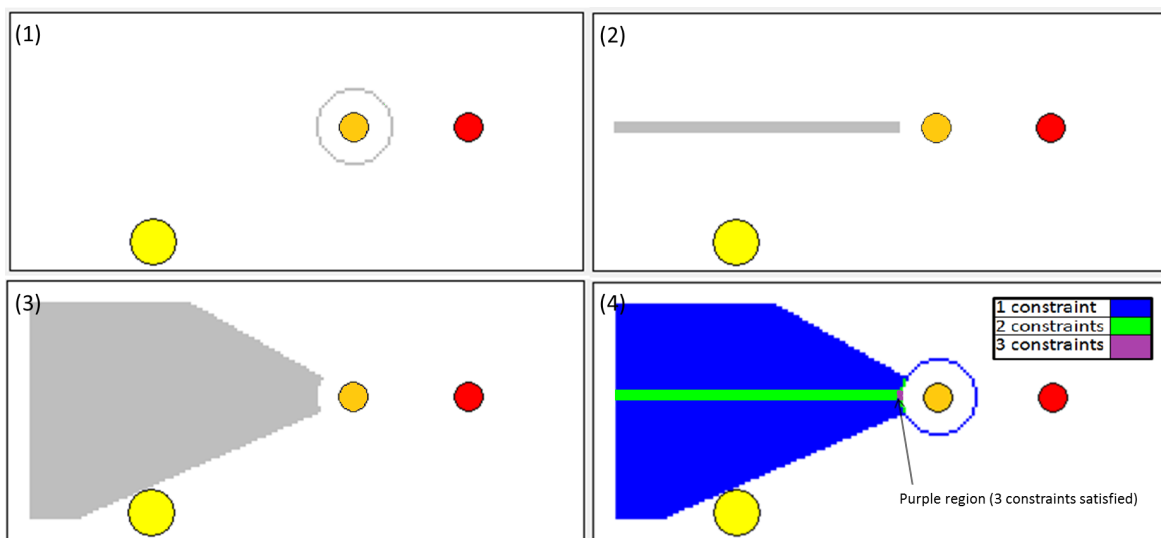 (1)
(2)
(3)
(4)
1 constraint
2 constraints
3 constraints
Purple region (3 constraints satisfied)